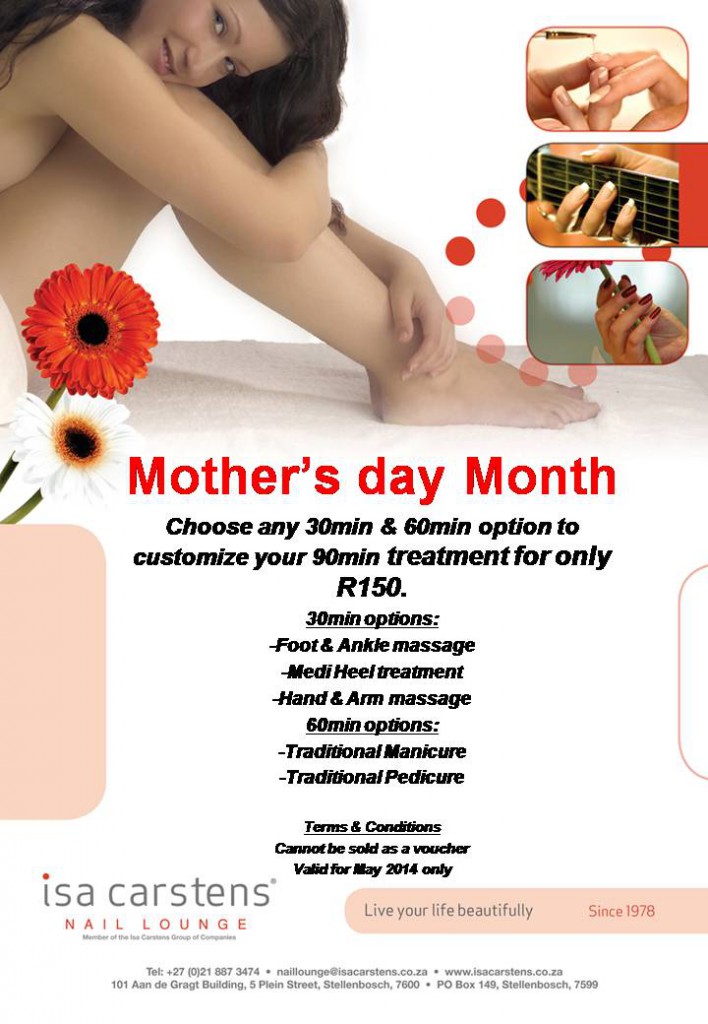 Mother's day Month
Choose any 30min & 60min option to
customize your 90min treatment for only
R150.
30min options:
-Foot & Ankle massage
-Medi Heel treatment
-Hand & Arm massage
60min options:
-Traditional Manicure
-Traditional Pedicure
Terms & Conditions
Cannot be sold as a voucher
Valid for May 2014 only
isa carstens®
NAIL LOUNGE
Member of the Isa Carstens Group of Companies
Live your life beautifully Since 1978
Tel: +27 (0)21 887 3474 • naillounge@isacarstens.co.za • www.isacarstens.co.za
101 Aan de Gragt Building, 5 Plein Street, Stellenbosch, 7600 • PO Box 149, Stellenbosch, 7599